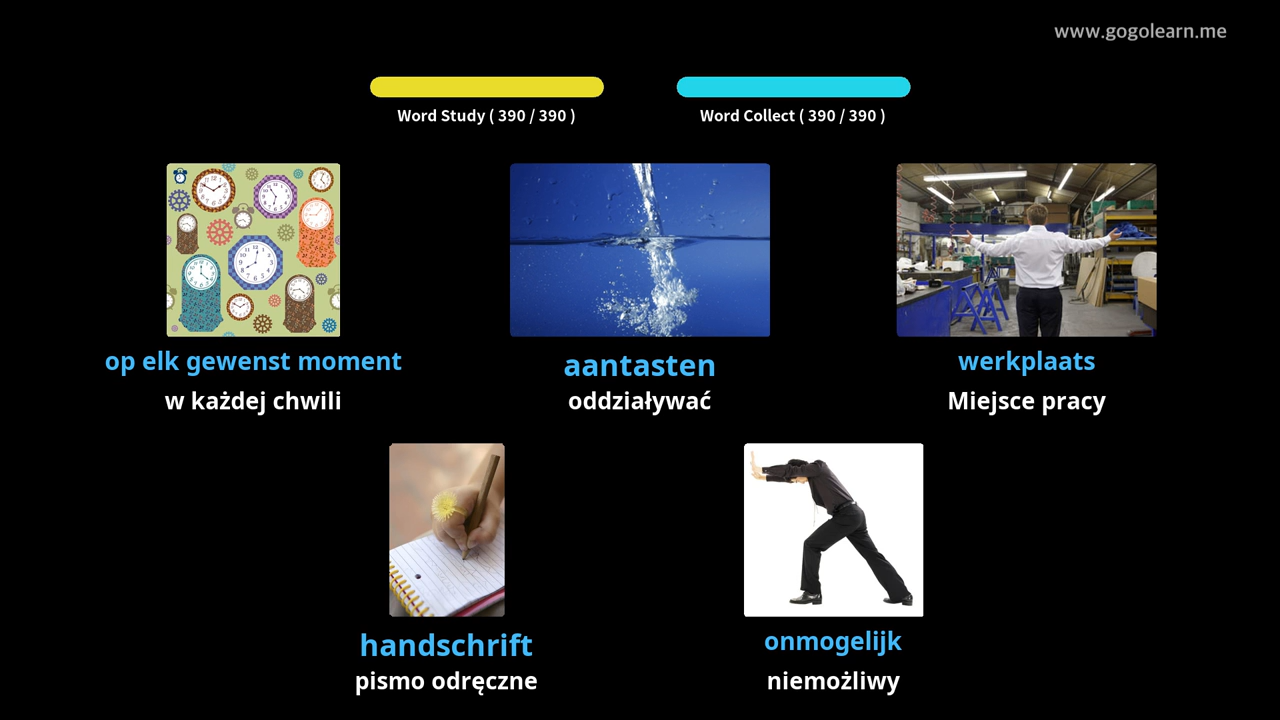 www.gogolearn.me
Word Study ( 390 / 390 )
Word Collect ( 390 / 390 )
op elk gewenst moment
w każdej chwili
aantasten
oddziaływać
werkplaats
Miejsce pracy
handschrift
pismo odręczne
onmogelijk
niemożliwy